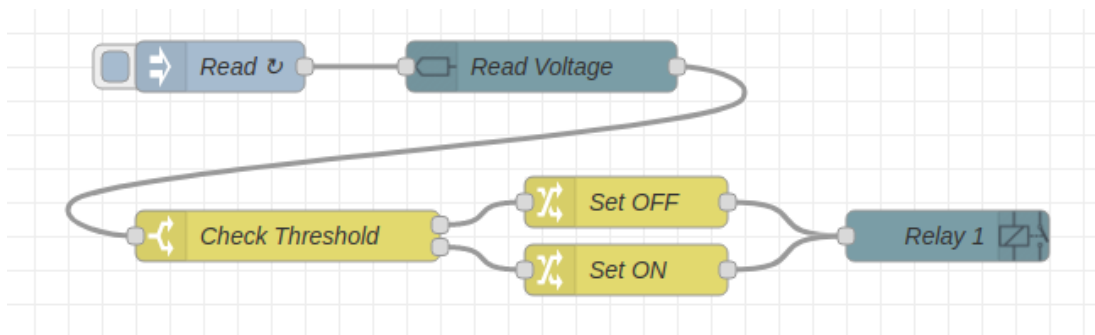 Read ↻
Read Voltage
Check Threshold
Set OFF
Set ON
Relay 1